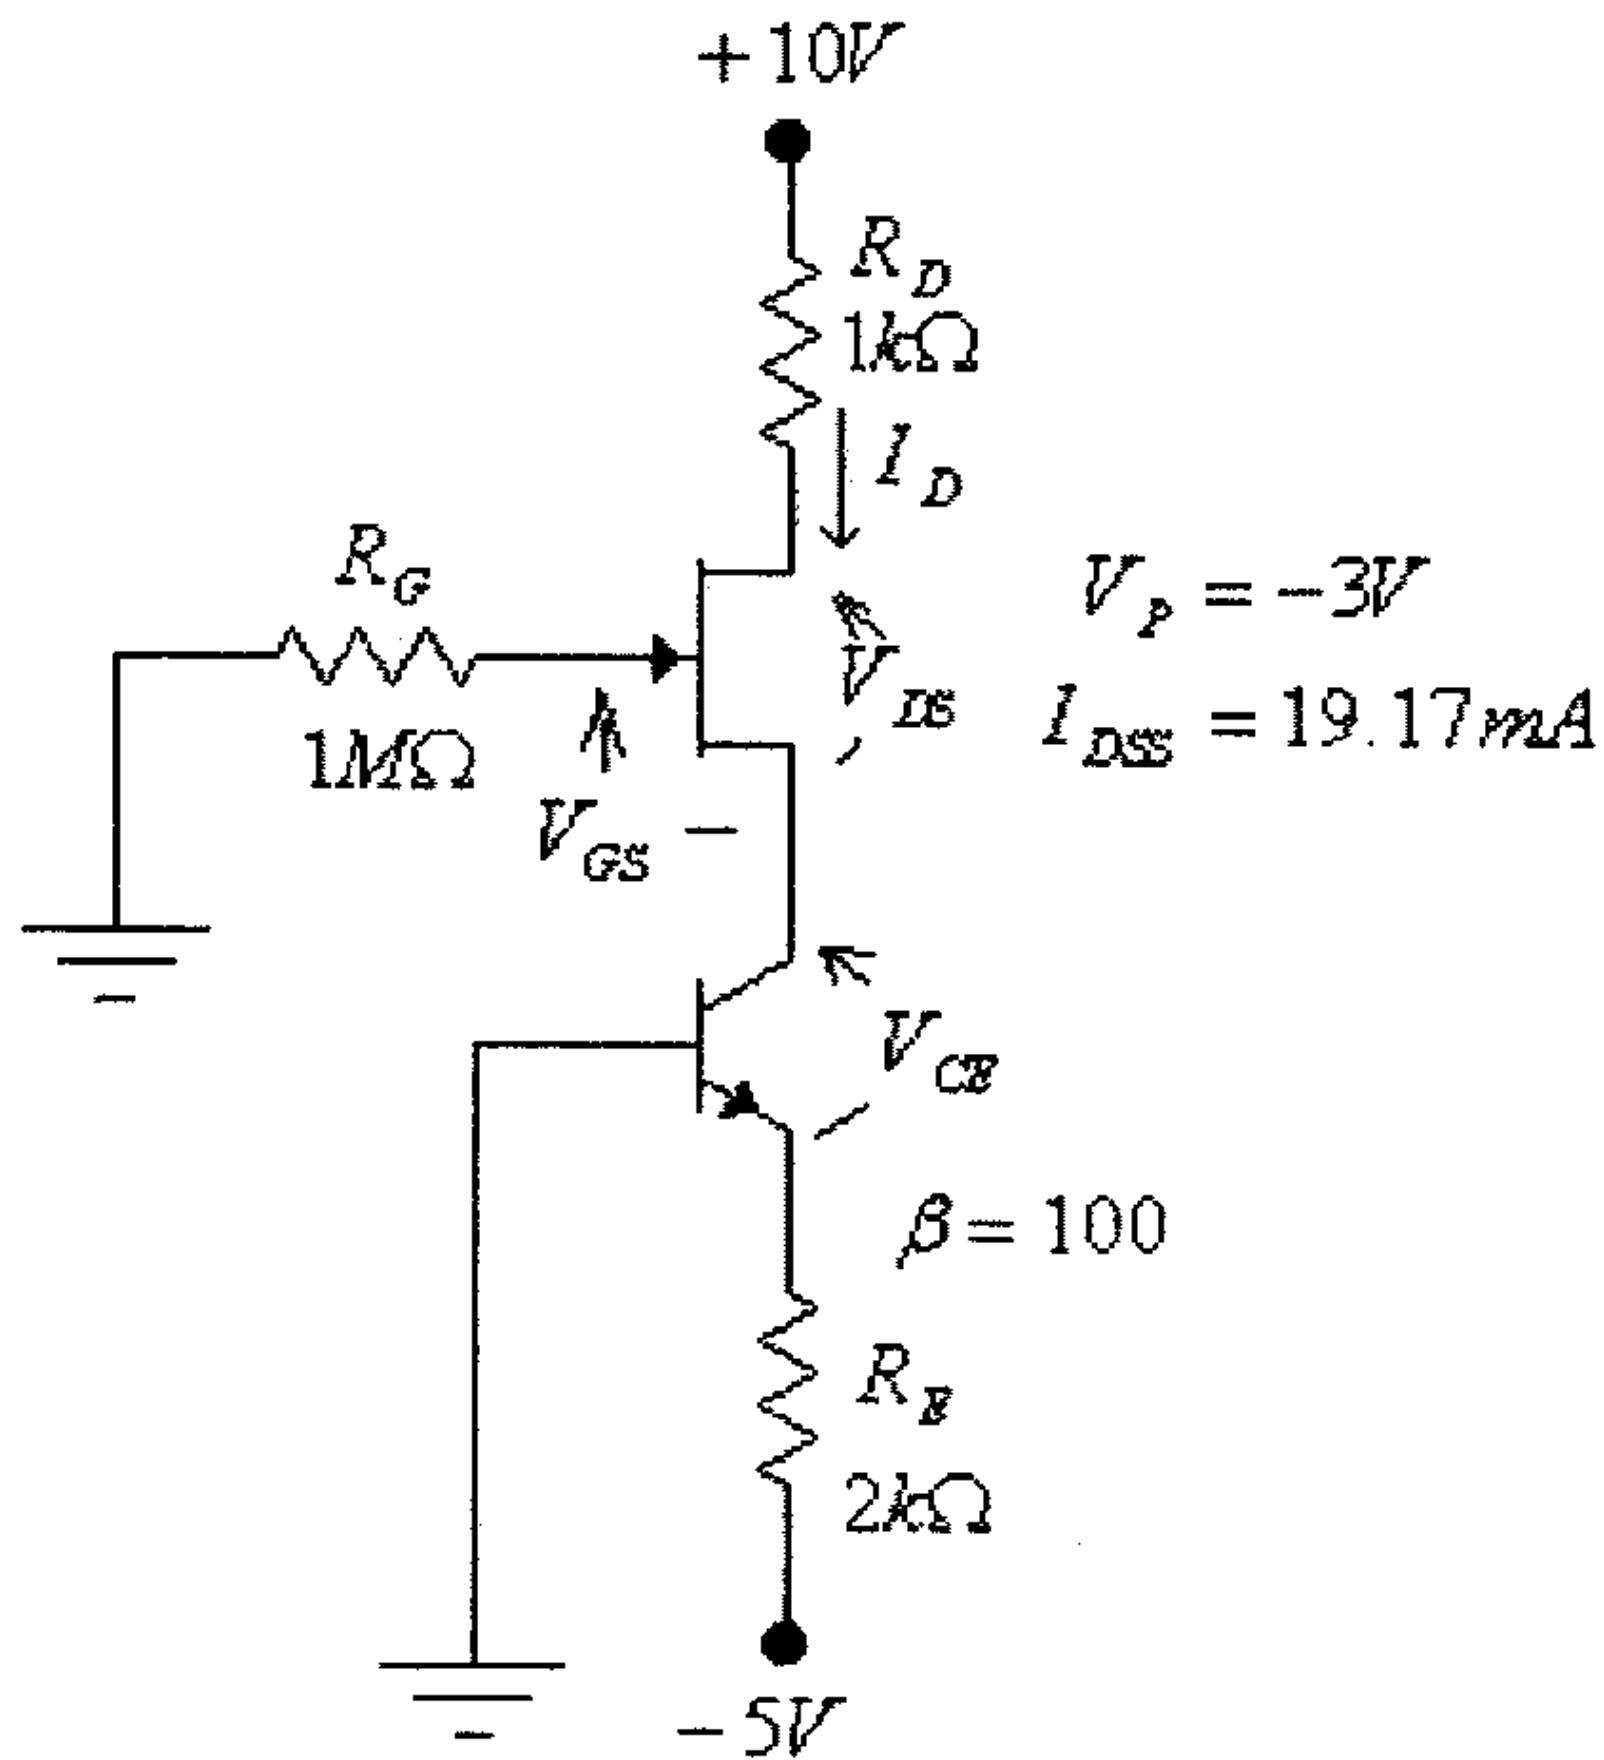 +10V
R_D
1kΩ
I_D
R_G
1MΩ
V_GS –
V_DS
V_P = -3V
I_DSS = 19.17mA
V_CE
β = 100
R_E
2kΩ
-5V